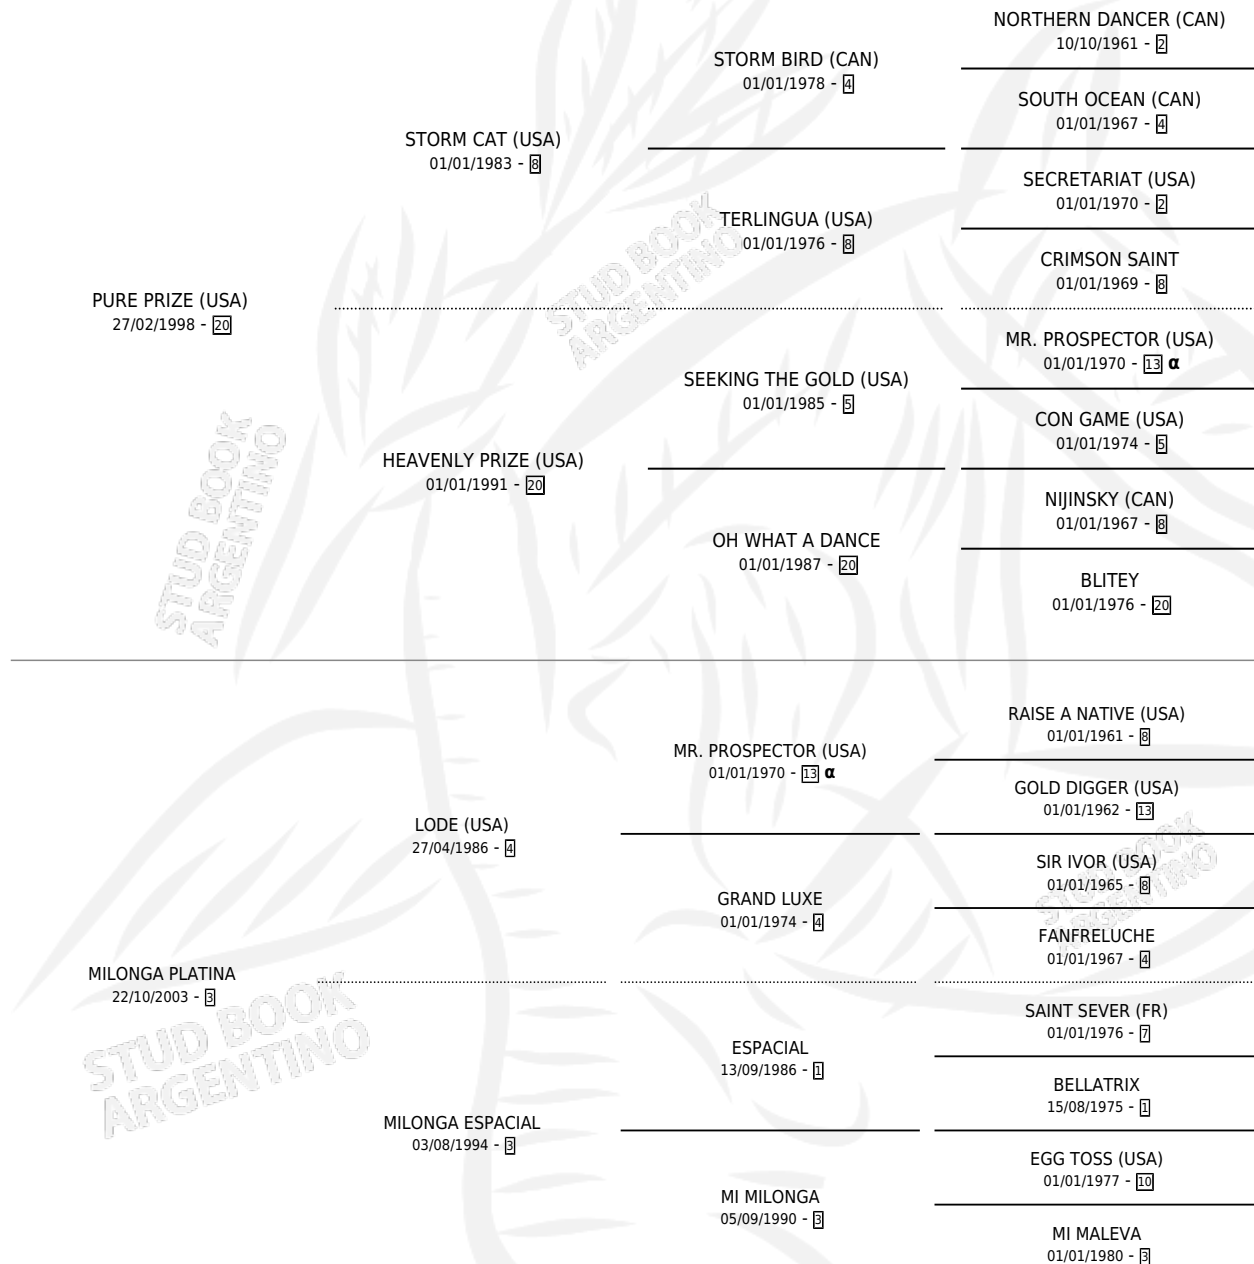 NORTHERN DANCER (CAN)
10/10/1961 - 2
STORM BIRD (CAN)
01/01/1978 - 4
SOUTH OCEAN (CAN)
01/01/1967 - 4
STORM CAT (USA)
01/01/1983 - 8
SECRETARIAT (USA)
01/01/1970 - 2
TERLINGUA (USA)
01/01/1976 - 8
CRIMSON SAINT
01/01/1969 - 8
PURE PRIZE (USA)
27/02/1998 - 20
MR. PROSPECTOR (USA)
01/01/1970 - 13 α
SEEKING THE GOLD (USA)
01/01/1985 - 5
CON GAME (USA)
01/01/1974 - 5
HEAVENLY PRIZE (USA)
01/01/1991 - 20
NIJINSKY (CAN)
01/01/1967 - 8
OH WHAT A DANCE
01/01/1987 - 20
BLITEY
01/01/1976 - 20
RAISE A NATIVE (USA)
01/01/1961 - 8
MR. PROSPECTOR (USA)
01/01/1970 - 13 α
GOLD DIGGER (USA)
01/01/1962 - 13
LODE (USA)
27/04/1986 - 4
SIR IVOR (USA)
01/01/1965 - 8
GRAND LUXE
01/01/1974 - 4
FANFRELUCHE
01/01/1967 - 4
MILONGA PLATINA
22/10/2003 - 3
SAINT SEVER (FR)
01/01/1976 - 7
ESPACIAL
13/09/1986 - 1
BELLATRIX
15/08/1975 - 1
MILONGA ESPACIAL
03/08/1994 - 3
EGG TOSS (USA)
01/01/1977 - 10
MI MILONGA
05/09/1990 - 3
MI MALEVA
01/01/1980 - 3
STUD BOOK
ARGENTINO
STUD BOOK
ARGENTINO
STUD BOOK
ARGENTINO
STUD BOOK
ARGENTINO